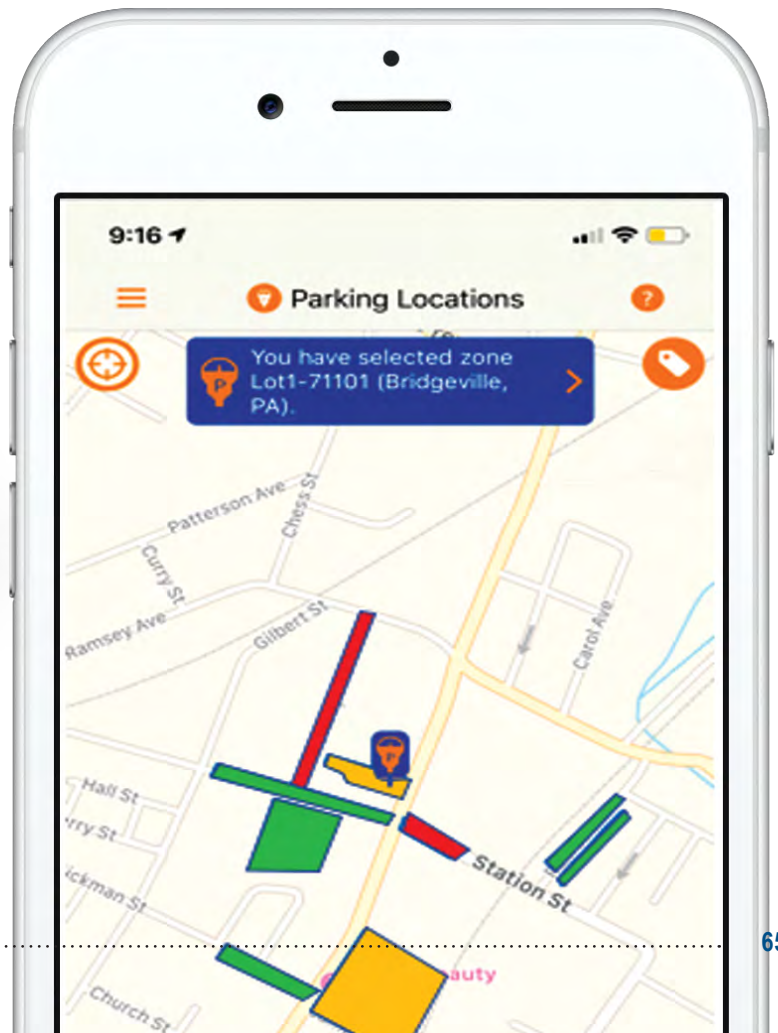 9:16
Parking Locations
?
You have selected zone
Lot1-71101 (Bridgeville,
PA).
P
Patterson Ave
Chess St
Curry St
Ramsey Ave
Gilbert St
Carol Ave
P
Hall St
rry St
ickman St
Station St
65
auty
Church St